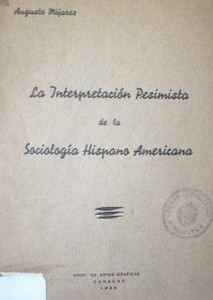 Augusto Mijares
La Interpretación Pesimista
de la
Sociología Hispano Americana
COOP. DE ARTES GRAFICAS
CARACAS